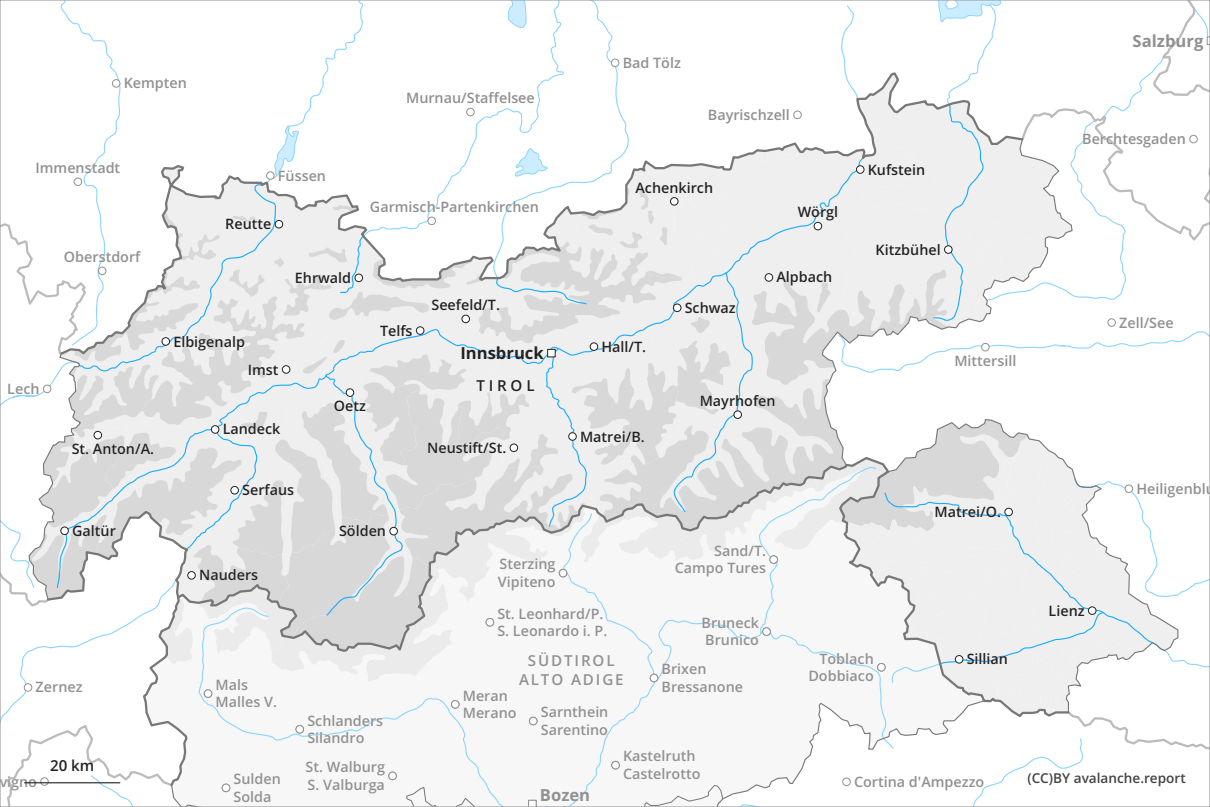 Salzburg
Bad Tölz
Kempten
Murnau/Staffelsee
Bayrischzell
Berchtesgaden
Immenstadt
Füssen
Kufstein
Achenkirch
Garmisch-Partenkirchen
Wörgl
Reutte
Kitzbühel
Oberstdorf
Ehrwald
Alpbach
Seefeld/T.
Schwaz
Zell/See
Telfs
Elbigenalp
Innsbruck
Hall/T.
Mittersill
Imst
TIROL
Lech
Oetz
Mayrhofen
Landeck
Matrei/B.
St. Anton/A.
Neustift/St.
Serfaus
Heiligenblu
Matrei/O.
Galtür
Sölden
Sand/T.
Campo Tures
Sterzing
Vipiteno
Nauders
Lienz
St. Leonhard/P.
S. Leonardo i. P.
Bruneck
Brunico
SÜDTIROL
ALTO ADIGE
Toblach
Dobbiaco
Sillian
Brixen
Bressanone
Zernez
Mals
Malles V.
Meran
Merano
Sarnthein
Sarentino
Schlanders
Silandro
Kastelruth
Castelrotto
20 km
St. Walburg
S. Valburga
Sulden
Solda
vigno
Cortina d'Ampezzo
(CC)BY avalanche.report
Bozen